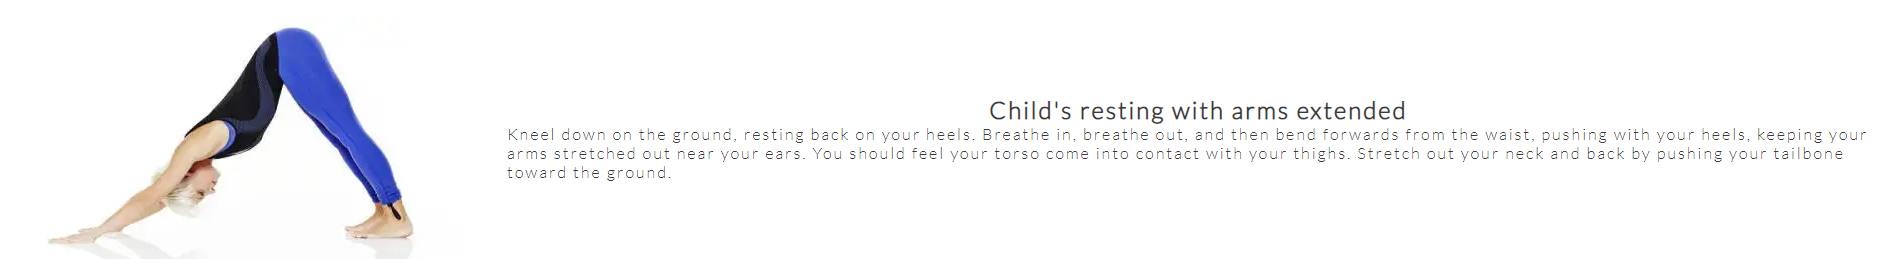 Child's resting with arms extended
Kneel down on the ground, resting back on your heels. Breathe in, breathe out, and then bend forwards from the waist, pushing with your heels, keeping your
arms stretched out near your ears. You should feel your torso come into contact with your thighs. Stretch out your neck and back by pushing your tailbone
toward the ground.